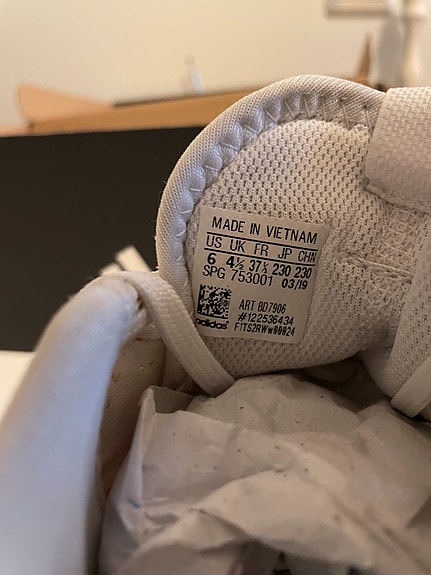 MADE IN VIETNAM
US UK FR JP CHN
6 4½ 37⅓ 230 230
SPG 753001 03/19
ART BD7906
#122536434
adidas F1TS2RWw00024